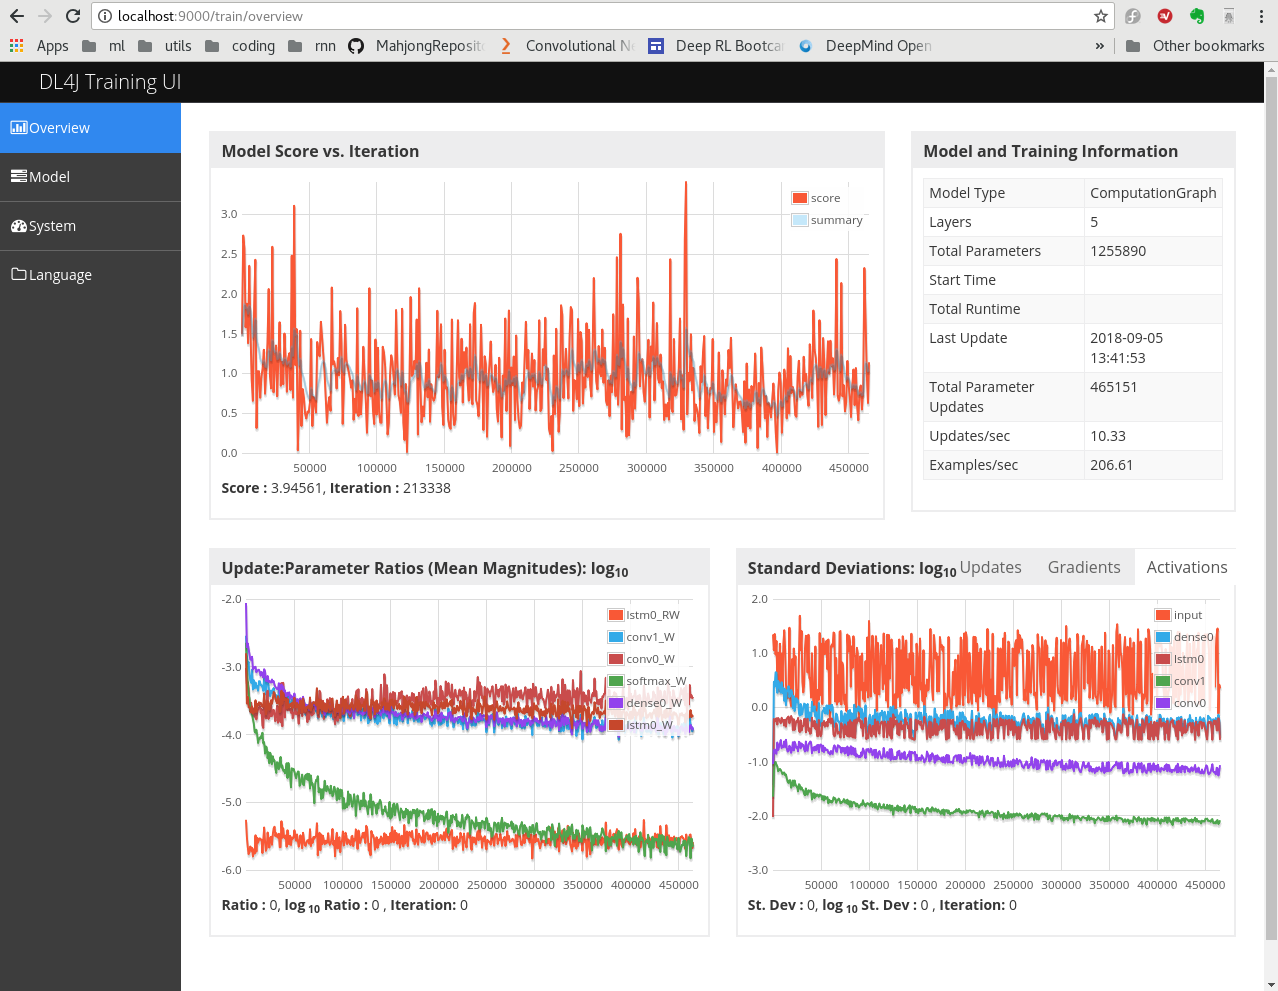 localhost:9000/train/overview
Apps ml utils coding rnn MahjongReposit Convolutional N Deep RL Bootca DeepMind Open » Other bookmarks
DL4J Training UI
Overview
Model
System
Language
Model Score vs. Iteration
score
summary
3.0
2.5
2.0
1.5
1.0
0.5
0.0
50000 100000 150000 200000 250000 300000 350000 400000 450000
Score : 3.94561, Iteration : 213338
Model and Training Information
Model Type ComputationGraph
Layers 5
Total Parameters 1255890
Start Time
Total Runtime
Last Update 2018-09-05
13:41:53
Total Parameter 465151
Updates
Updates/sec 10.33
Examples/sec 206.61
Update:Parameter Ratios (Mean Magnitudes): log10
-2.0
-3.0
-4.0
-5.0
-6.0
lstm0_RW
conv1_W
conv0_W
softmax_W
dense0_W
lstm0_W
50000 100000 150000 200000 250000 300000 350000 400000 450000
Ratio : 0, log 10 Ratio : 0 , Iteration: 0
Standard Deviations: log10 Updates Gradients Activations
2.0
1.0
0.0
-1.0
-2.0
-3.0
input
dense0
lstm0
conv1
conv0
50000 100000 150000 200000 250000 300000 350000 400000 450000
St. Dev : 0, log 10 St. Dev : 0 , Iteration: 0